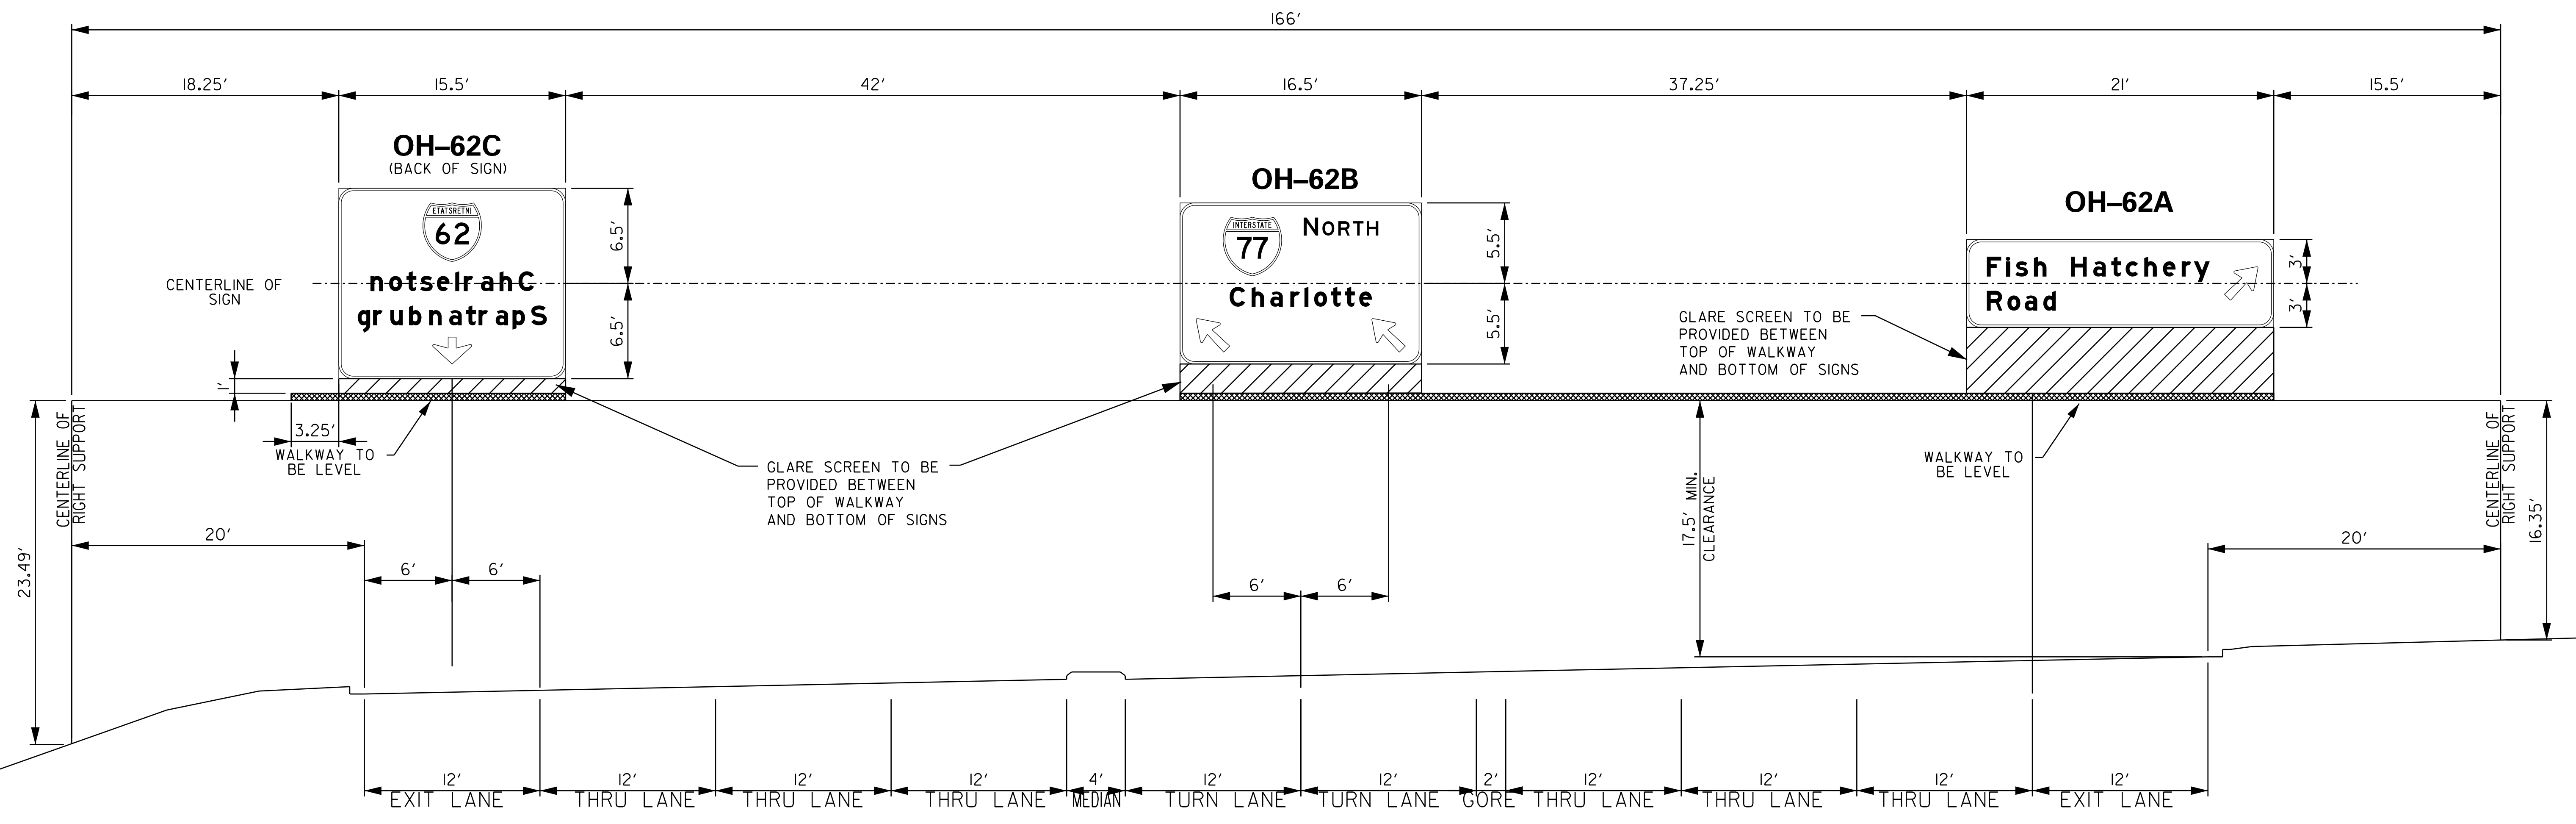 166'
18.25'
15.5'
42'
16.5'
37.25'
21'
15.5'
OH–62C
(BACK OF SIGN)
ETATSRETNI
62
notselrahC
grubnatrapS
6.5'
6.5'
CENTERLINE OF
SIGN
1'
3.25'
WALKWAY TO
BE LEVEL
OH–62B
INTERSTATE
77
NORTH
Charlotte
5.5'
5.5'
OH–62A
Fish Hatchery
Road
3'
3'
GLARE SCREEN TO BE
PROVIDED BETWEEN
TOP OF WALKWAY
AND BOTTOM OF SIGNS
GLARE SCREEN TO BE
PROVIDED BETWEEN
TOP OF WALKWAY
AND BOTTOM OF SIGNS
WALKWAY TO
BE LEVEL
CENTERLINE OF
RIGHT SUPPORT
CENTERLINE OF
RIGHT SUPPORT
23.49'
16.35'
17.5' MIN.
CLEARANCE
20'
6'
6'
6'
6'
20'
12'
12'
12'
12'
4'
12'
12'
2'
12'
12'
12'
12'
EXIT LANE
THRU LANE
THRU LANE
THRU LANE
MEDIAN
TURN LANE
TURN LANE
GORE
THRU LANE
THRU LANE
THRU LANE
EXIT LANE